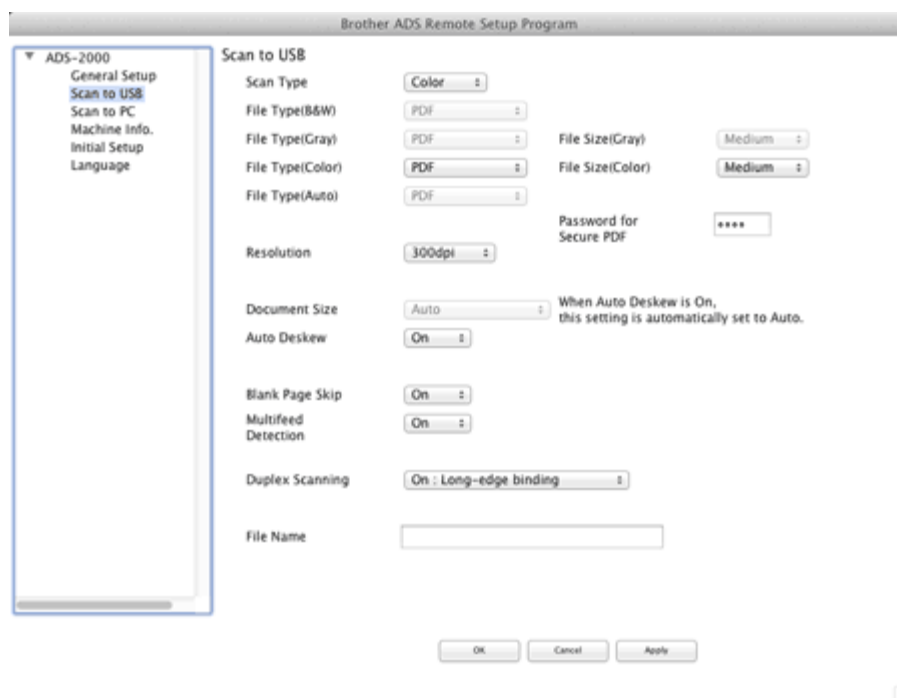 Brother ADS Remote Setup Program
ADS-2000
General Setup
Scan to USB
Scan to PC
Machine Info.
Initial Setup
Language
Scan to USB
Scan Type Color
File Type(B&W) PDF
File Type(Gray) PDF File Size(Gray) Medium
File Type(Color) PDF File Size(Color) Medium
File Type(Auto) PDF
Password for
Secure PDF ••••
Resolution 300dpi
Document Size Auto When Auto Deskew is On,
this setting is automatically set to Auto.
Auto Deskew On
Blank Page Skip On
Multifeed
Detection On
Duplex Scanning On : Long-edge binding
File Name
OK Cancel Apply